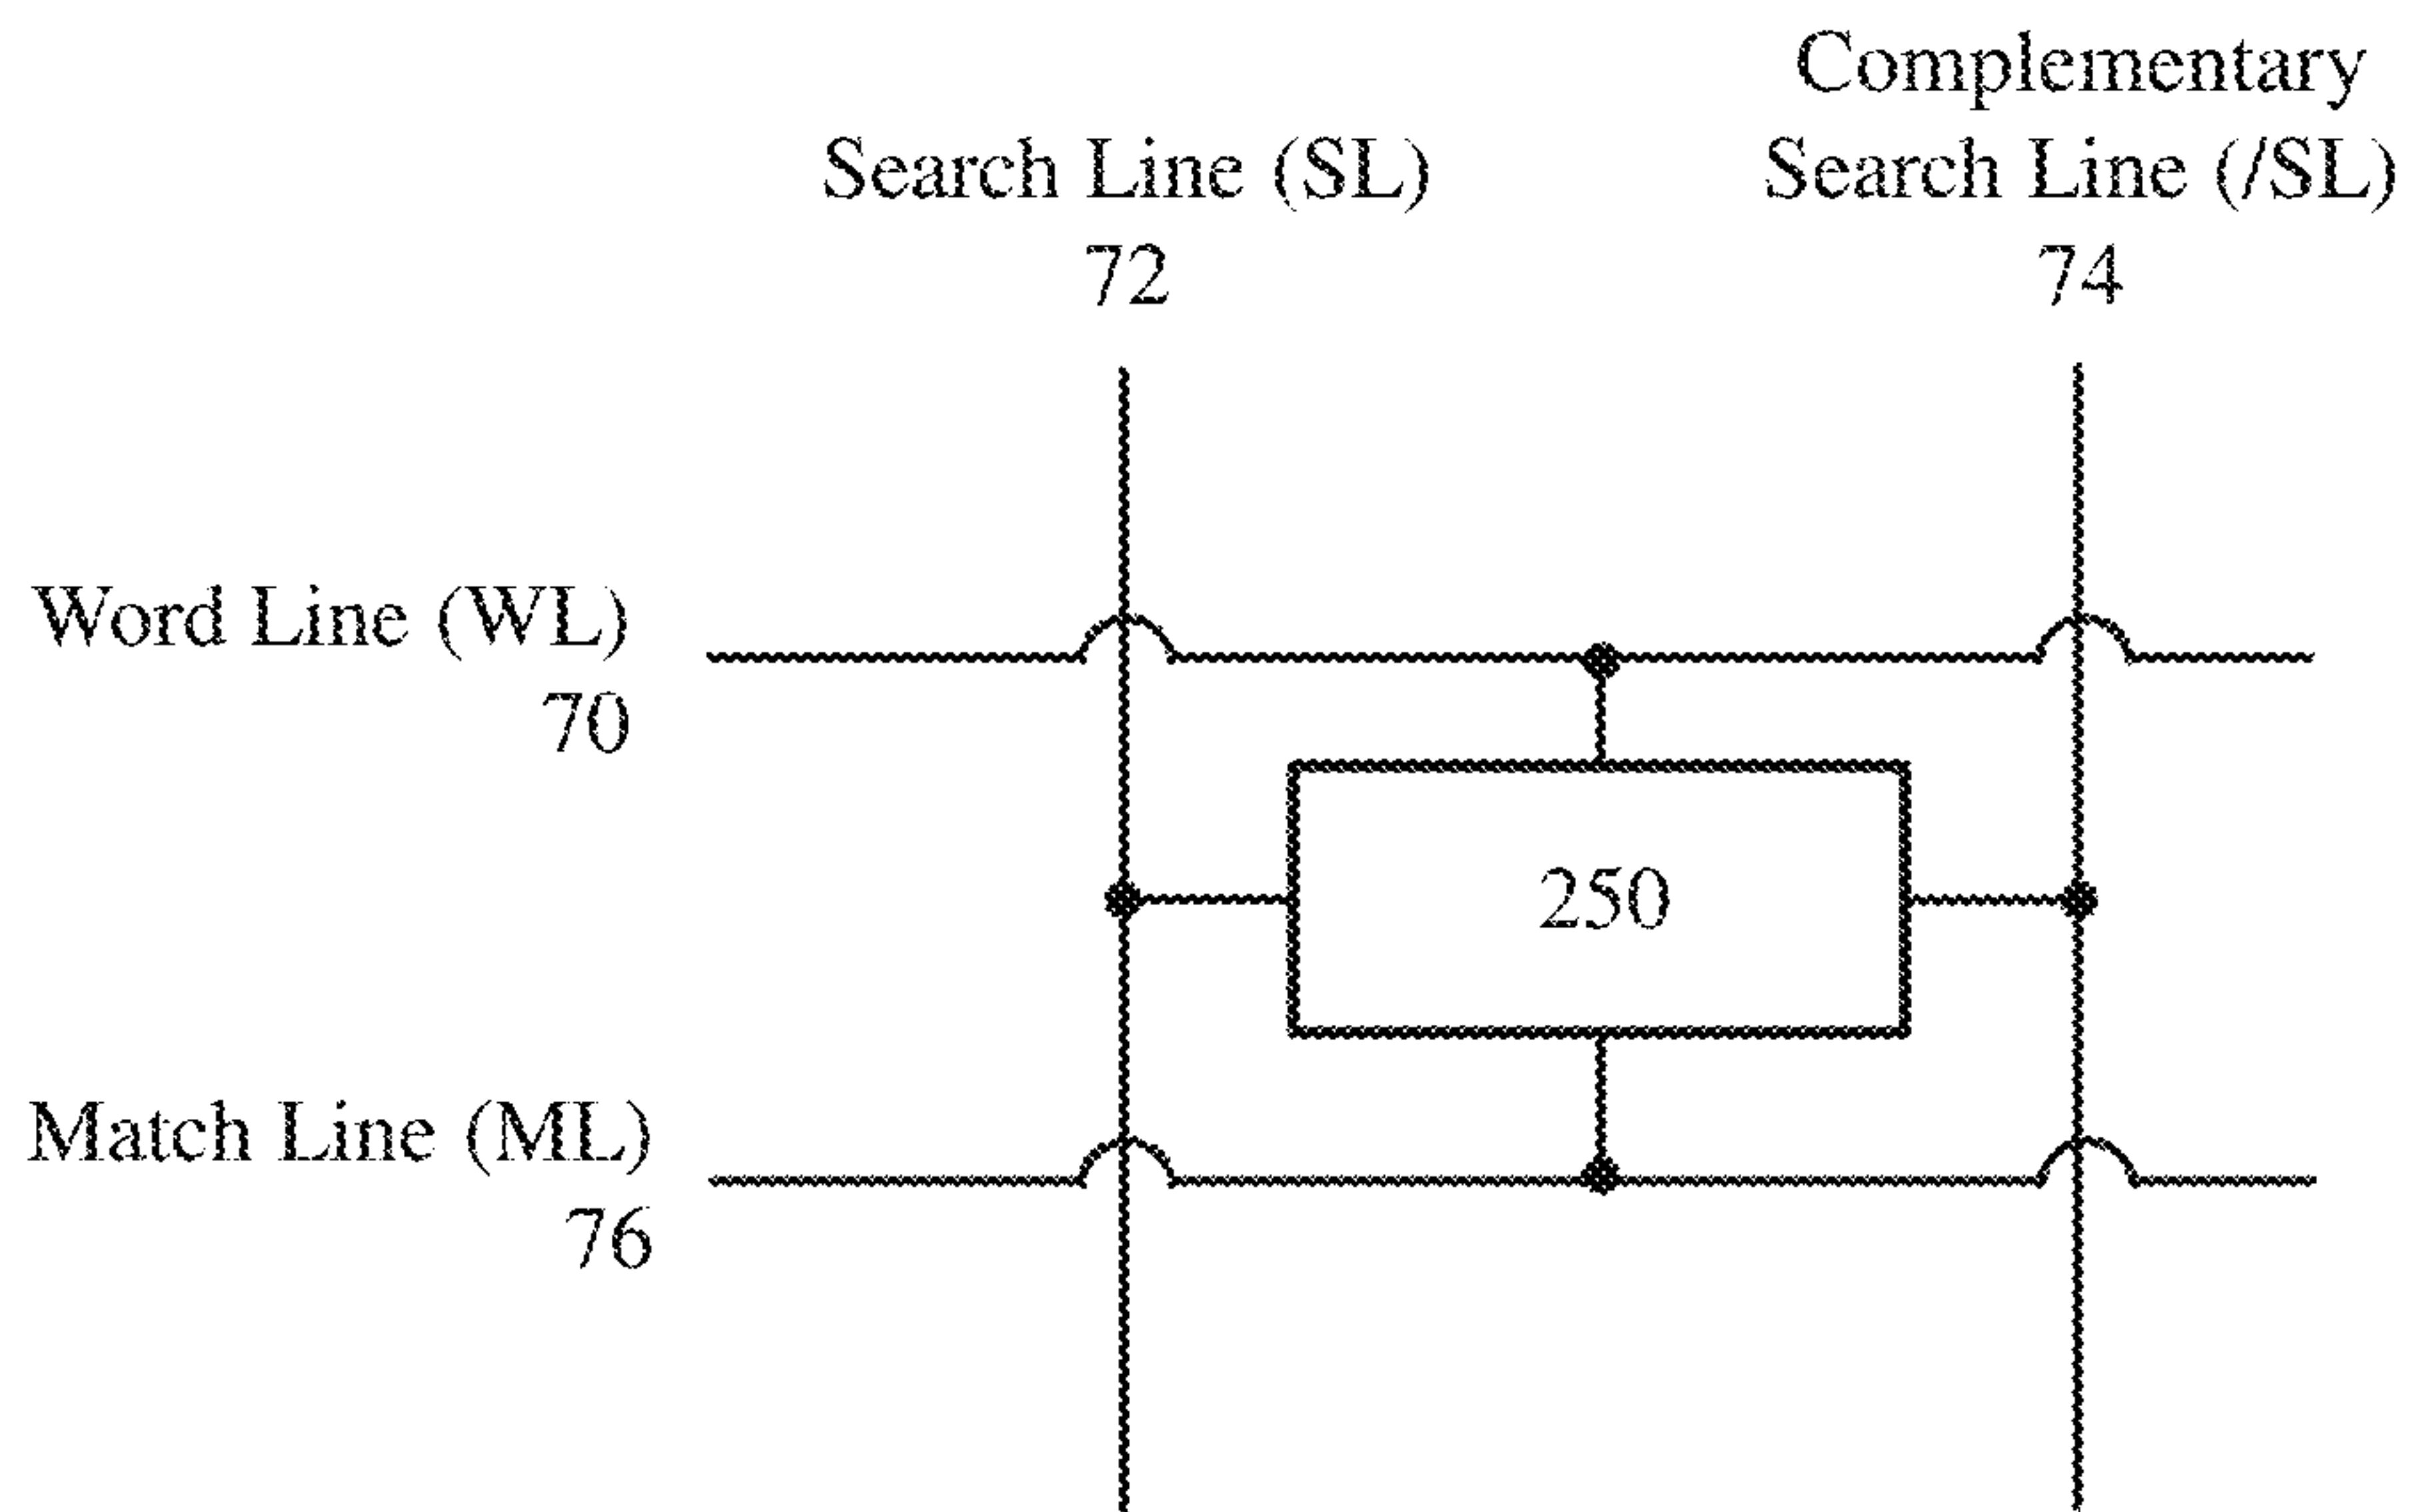 Complementary
Search Line (SL)
Search Line (/SL)
72
74
Word Line (WL)
70
250
Match Line (ML)
76